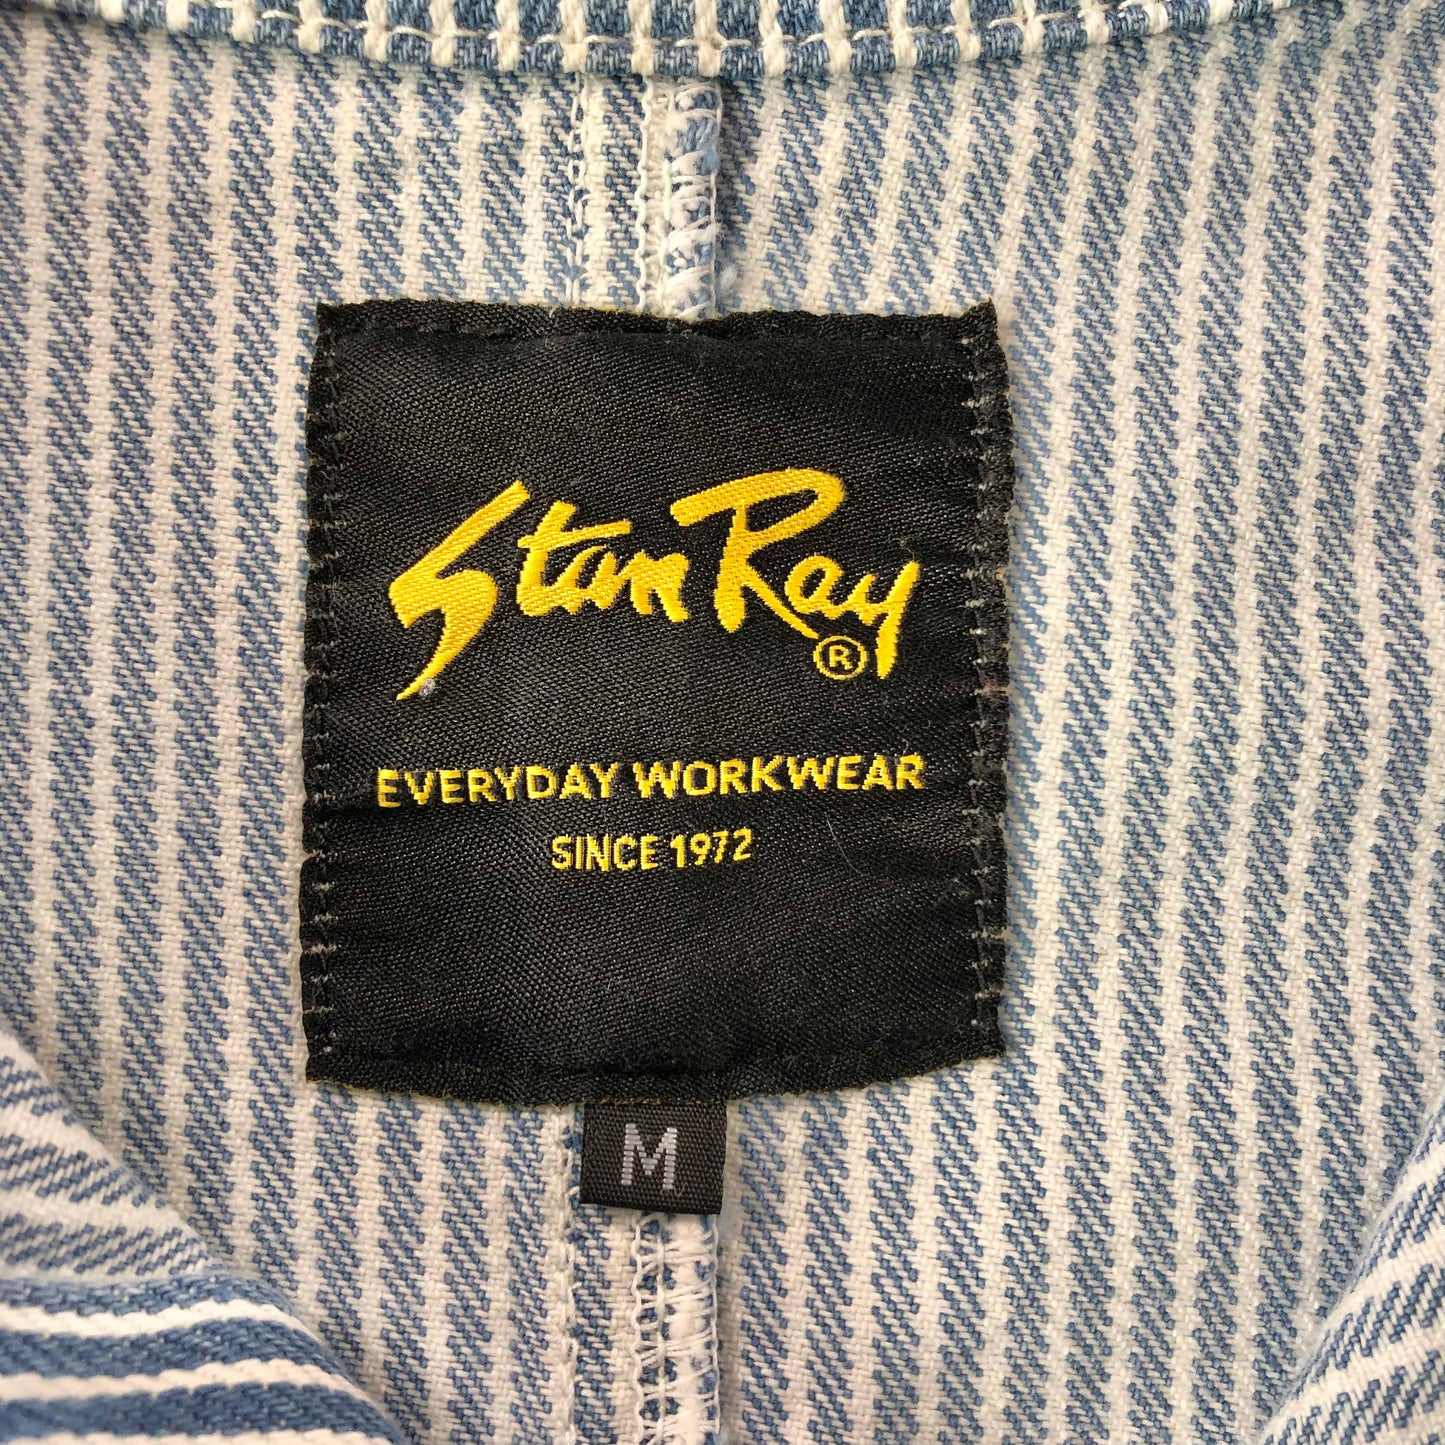 Stan Ray ®
EVERYDAY WORKWEAR
SINCE 1972
M